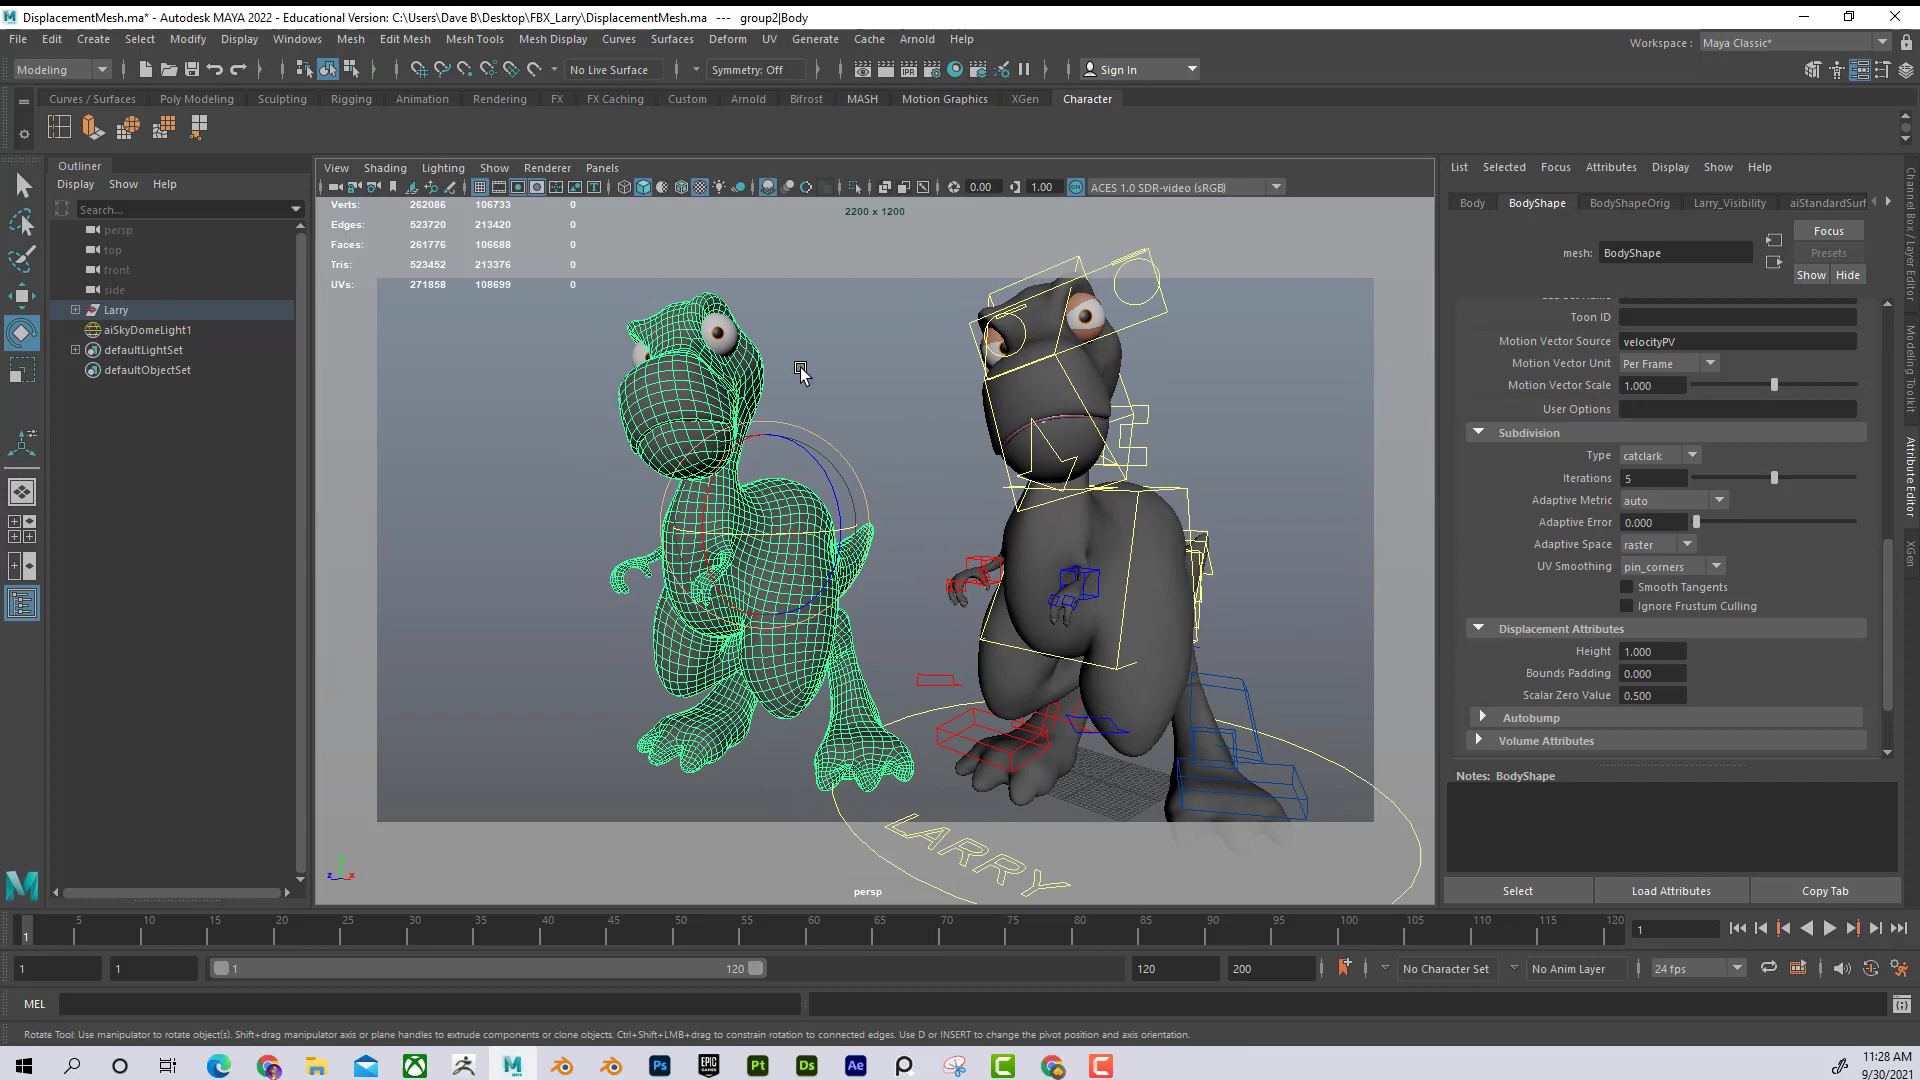 DisplacementMesh.ma* - Autodesk MAYA 2022 - Educational Version: C:\Users\Dave B\Desktop\FBX_Larry\DisplacementMesh.ma --- group2|Body
File Edit Create Select Modify Display Windows Mesh Edit Mesh Mesh Tools Mesh Display Curves Surfaces Deform UV Generate Cache Arnold Help
Workspace : Maya Classic*
Modeling No Live Surface Symmetry: Off Sign In
Curves / Surfaces Poly Modeling Sculpting Rigging Animation Rendering FX FX Caching Custom Arnold Bifrost MASH Motion Graphics XGen Character
Outliner
Display Show Help
Search...
persp
top
front
side
Larry
aiSkyDomeLight1
defaultLightSet
defaultObjectSet
View Shading Lighting Show Renderer Panels
0.00 1.00 ACES 1.0 SDR-video (sRGB)
Verts: 262086 106733 0
Edges: 523720 213420 0
Faces: 261776 106688 0
Tris: 523452 213376 0
UVs: 271858 108699 0
2200 x 1200
LARRY
persp
List Selected Focus Attributes Display Show Help
Body BodyShape BodyShapeOrig Larry_Visibility aiStandardSurf
Focus
mesh: BodyShape
Presets
Show Hide
Toon ID
Motion Vector Source velocityPV
Motion Vector Unit Per Frame
Motion Vector Scale 1.000
User Options
Subdivision
Type catclark
Iterations 5
Adaptive Metric auto
Adaptive Error 0.000
Adaptive Space raster
UV Smoothing pin_corners
Smooth Tangents
Ignore Frustum Culling
Displacement Attributes
Height 1.000
Bounds Padding 0.000
Scalar Zero Value 0.500
Autobump
Volume Attributes
Notes: BodyShape
Select Load Attributes Copy Tab
Channel Box / Layer Editor
Modeling Toolkit
Attribute Editor
XGen
5 10 15 20 25 30 35 40 45 50 55 60 65 70 75 80 85 90 95 100 105 110 115 120
1 1
1 1 1 120 120 200 No Character Set No Anim Layer 24 fps
MEL
Rotate Tool: Use manipulator to rotate object(s). Shift+drag manipulator axis or plane handles to extrude components or clone objects. Ctrl+Shift+LMB+drag to constrain rotation to connected edges. Use D or INSERT to change the pivot position and axis orientation.
11:28 AM
9/30/2021